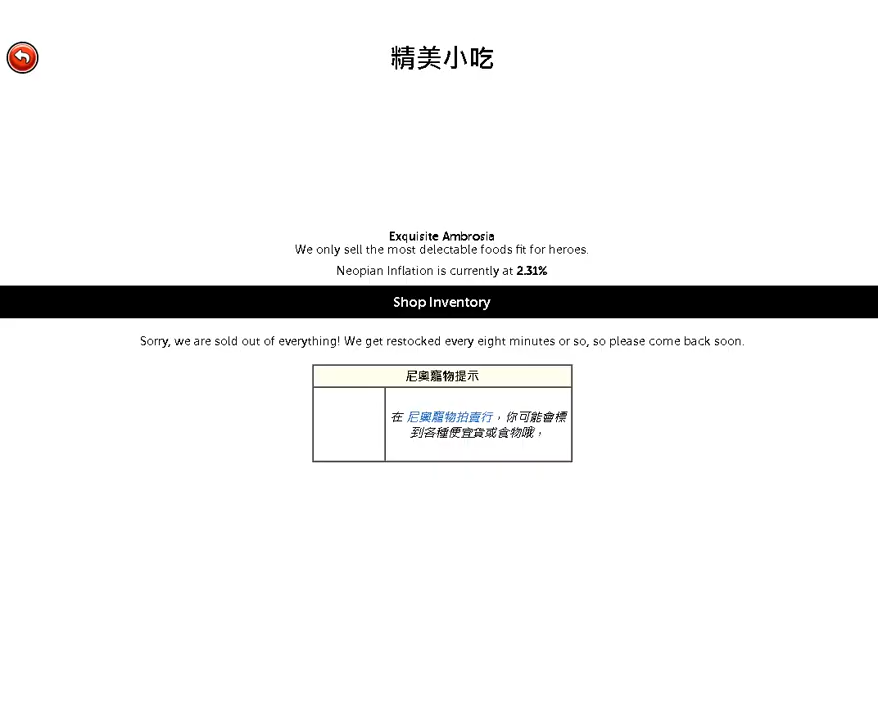 精美小吃
Exquisite Ambrosia
We only sell the most delectable foods fit for heroes.
Neopian Inflation is currently at 2.31%
Shop Inventory
Sorry, we are sold out of everything! We get restocked every eight minutes or so, so please come back soon.
尼奧寵物提示
在 尼奧寵物拍賣行，你可能會標
到各種便宜貨或食物哦，